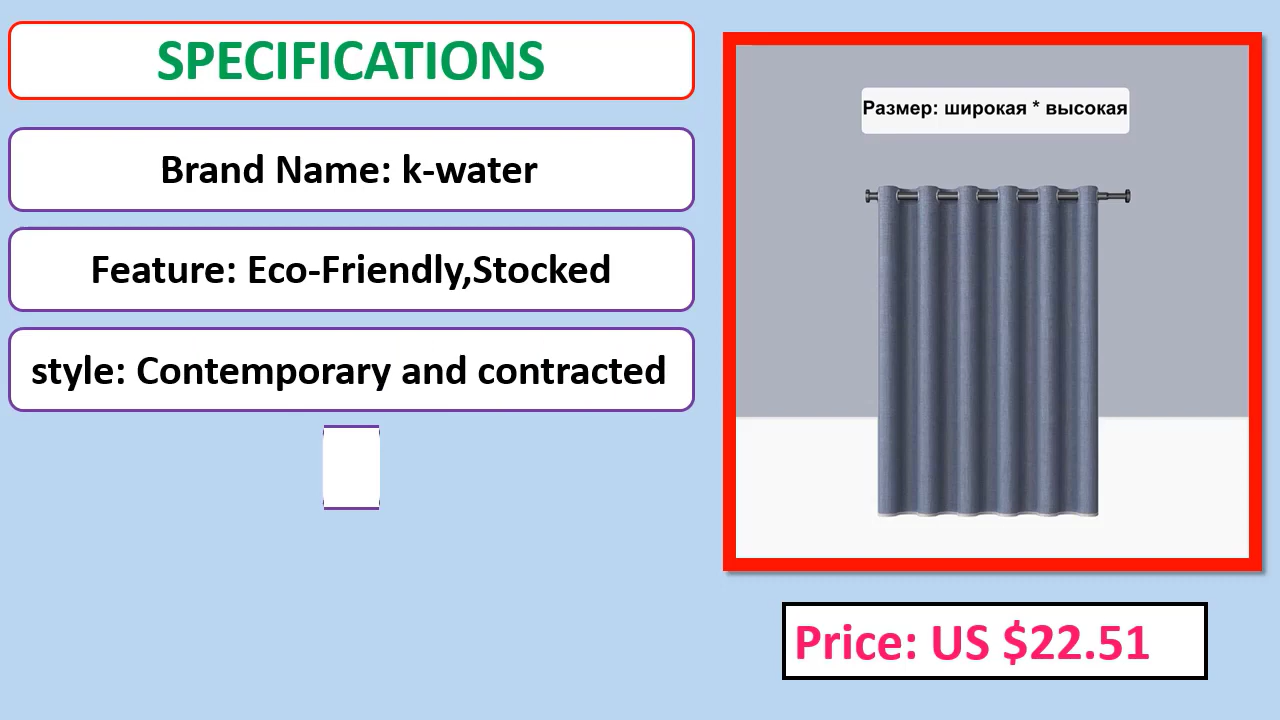 SPECIFICATIONS
Brand Name: k-water
Feature: Eco-Friendly,Stocked
style: Contemporary and contracted
Размер: широкая * высокая
Price: US $22.51